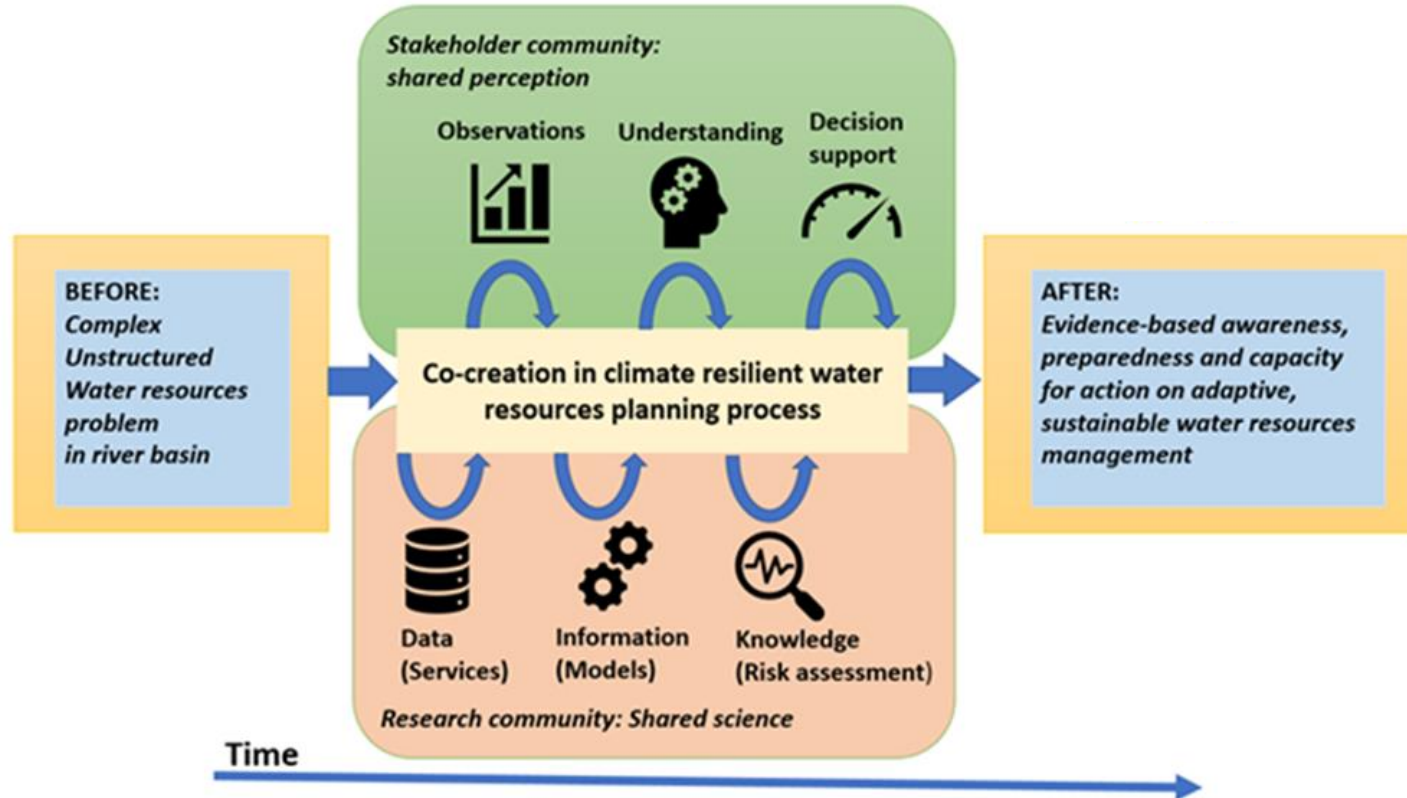 Stakeholder community:
shared perception
Observations
Understanding
Decision
support
BEFORE:
Complex
Unstructured
Water resources
problem
in river basin
Co-creation in climate resilient water
resources planning process
AFTER:
Evidence-based awareness,
preparedness and capacity
for action on adaptive,
sustainable water resources
management
Data
(Services)
Information
(Models)
Knowledge
(Risk assessment)
Research community: Shared science
Time